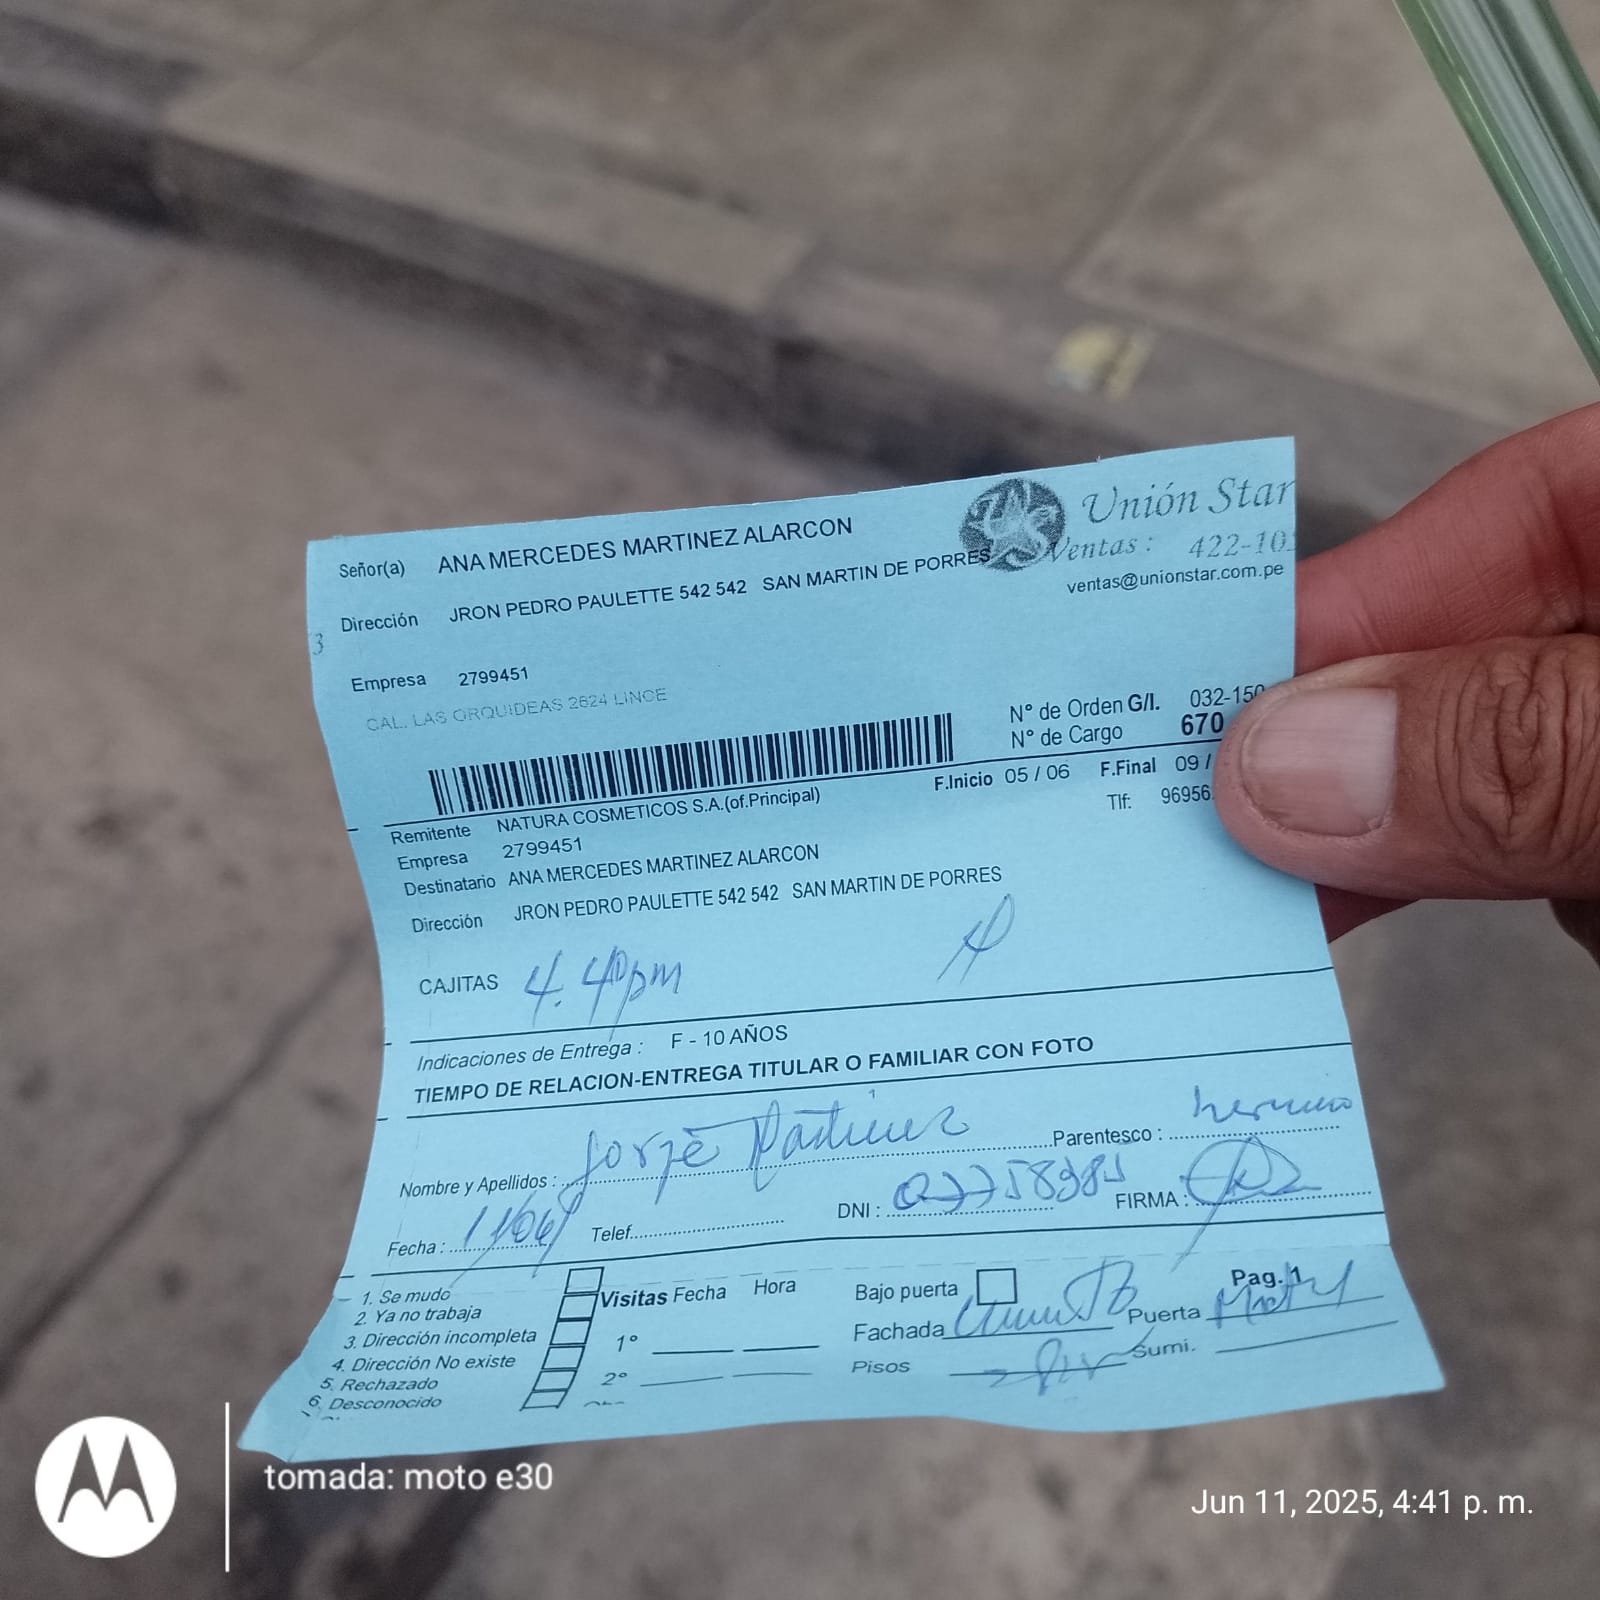 Unión Star
Señor(a) ANA MERCEDES MARTINEZ ALARCON
Ventas: 422-10
Dirección JRON PEDRO PAULETTE 542 542 SAN MARTIN DE PORRES
ventas@unionstar.com.pe
3
Empresa 2799451
CAL. LAS ORQUIDEAS 2624 LINCE
N° de Orden G/I. 032-150
N° de Cargo 670
F.Inicio 05 / 06 F.Final 09 /
Tlf: 96956
Remitente NATURA COSMETICOS S.A.(of.Principal)
Empresa 2799451
Destinatario ANA MERCEDES MARTINEZ ALARCON
Dirección JRON PEDRO PAULETTE 542 542 SAN MARTIN DE PORRES
CAJITAS 4.40pm
Indicaciones de Entrega : F - 10 AÑOS
TIEMPO DE RELACION-ENTREGA TITULAR O FAMILIAR CON FOTO
Nombre y Apellidos : Jorge Martinez Parentesco : hermano
Fecha : 11/06/ Telef. DNI : FIRMA :
1. Se mudo
2. Ya no trabaja
3. Dirección incompleta
4. Dirección No existe
5. Rechazado
6. Desconocido
Visitas Fecha Hora
1°
2°
Bajo puerta Pag. 1
Fachada Puerta
Pisos Sumi.
tomada: moto e30
Jun 11, 2025, 4:41 p. m.